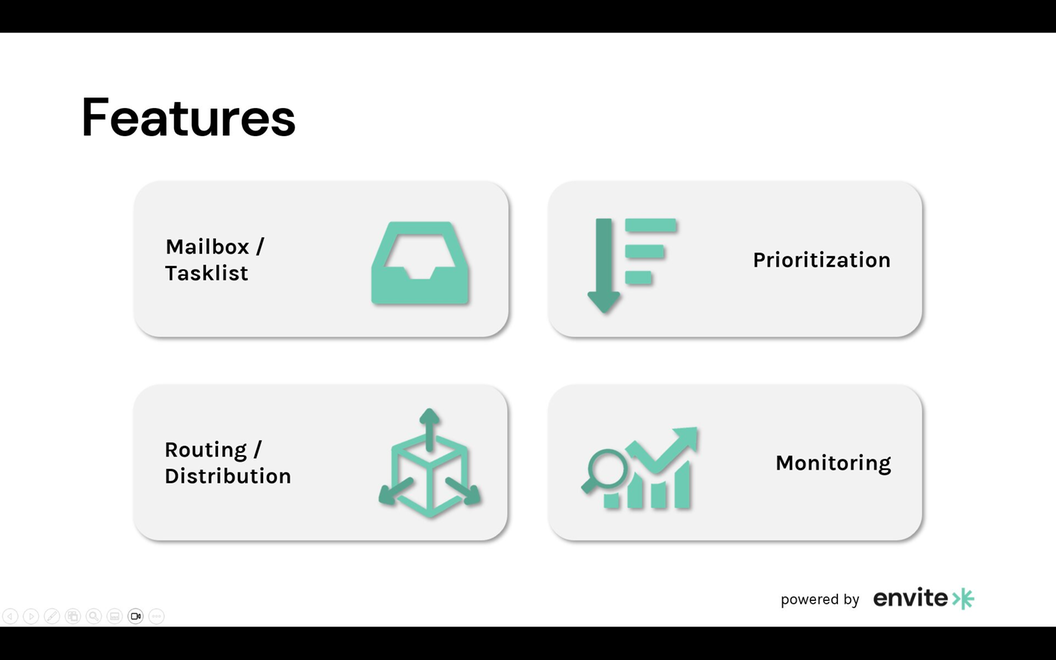 Features
Mailbox /
Tasklist
Prioritization
Routing /
Distribution
Monitoring
powered by envite